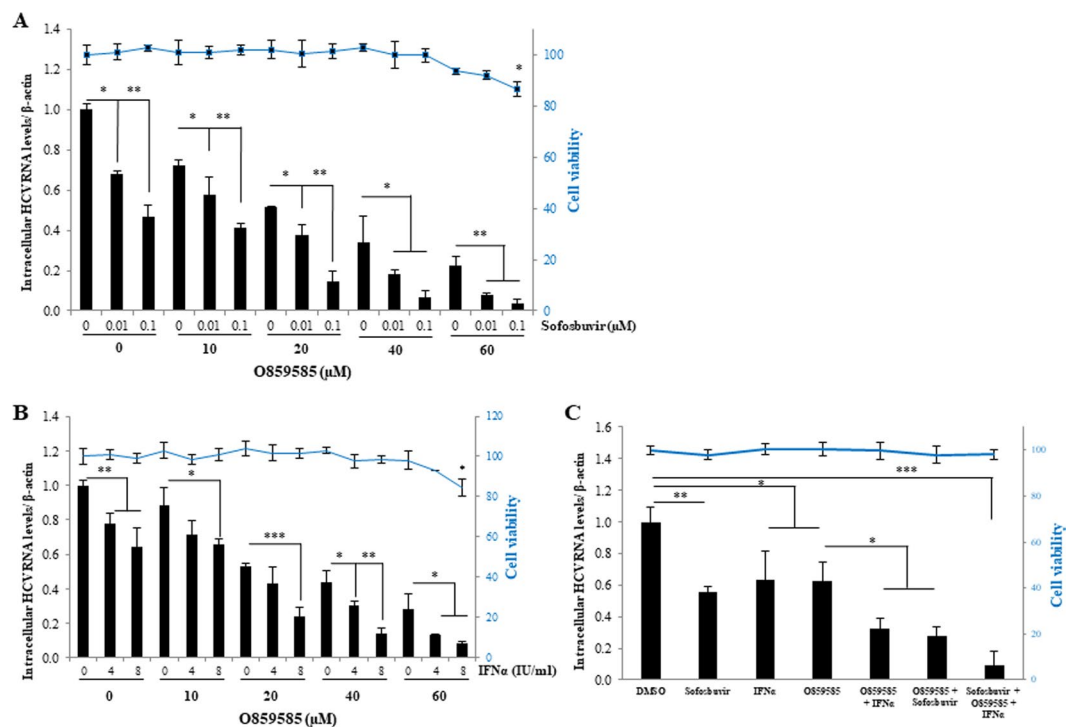 A
Intracellular HCV RNA levels/ β-actin
1.4
1.2
1.0
0.8
0.6
0.4
0.2
0.0
* **
* **
* **
*
**
*
100
80
60
40
20
0
Cell viability
0 0.01 0.1 0 0.01 0.1 0 0.01 0.1 0 0.01 0.1 0 0.01 0.1 Sofosbuvir (μM)
0 10 20 40 60
O859585 (μM)
B
Intracellular HCV RNA levels/ β-actin
1.4
1.2
1.0
0.8
0.6
0.4
0.2
0.0
**
*
***
* **
*
*
120
100
80
60
40
20
0
Cell viability
0 4 8 0 4 8 0 4 8 0 4 8 0 4 8 IFNα (IU/ml)
0 10 20 40 60
O859585 (μM)
C
Intracellular HCV RNA levels/ β-actin
1.6
1.4
1.2
1.0
0.8
0.6
0.4
0.2
0.0
***
*
**
*
100
80
60
40
20
0
Cell viability
DMSO
Sofosbuvir
IFNα
O859585
O859585
+ IFNα
O859585
+ Sofosbuvir
Sofosbuvir +
O859585 +
IFNα